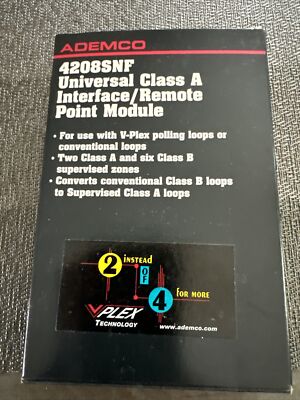 ADEMCO
4208SNF
Universal Class A
Interface/Remote
Point Module
• For use with V-Plex polling loops or
conventional loops
• Two Class A and six Class B
supervised zones
• Converts conventional Class B loops
to Supervised Class A loops
2 INSTEAD
OF
4 FOR MORE
VPLEX
TECHNOLOGY
www.ademco.com